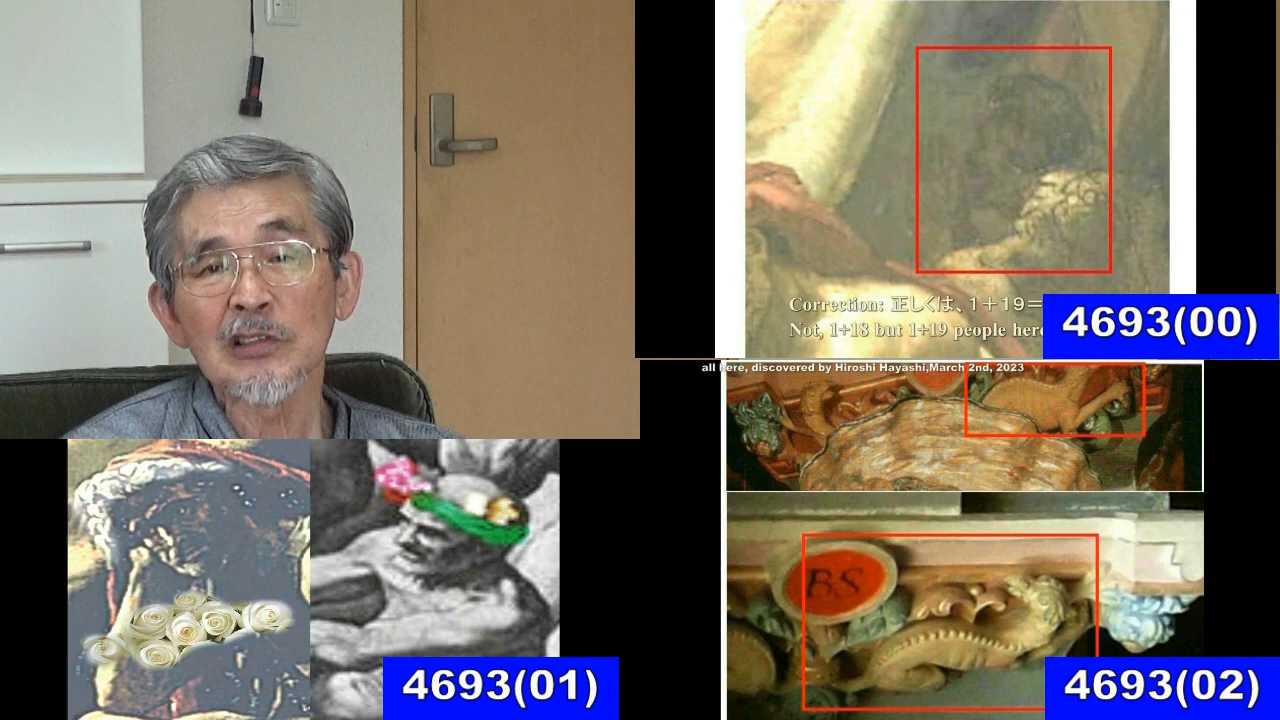 Correction: 正しくは、1+19=
Not, 1+18 but 1+19 people here
4693(00)
all here, discovered by Hiroshi Hayashi,March 2nd, 2023
BS
4693(01)
4693(02)